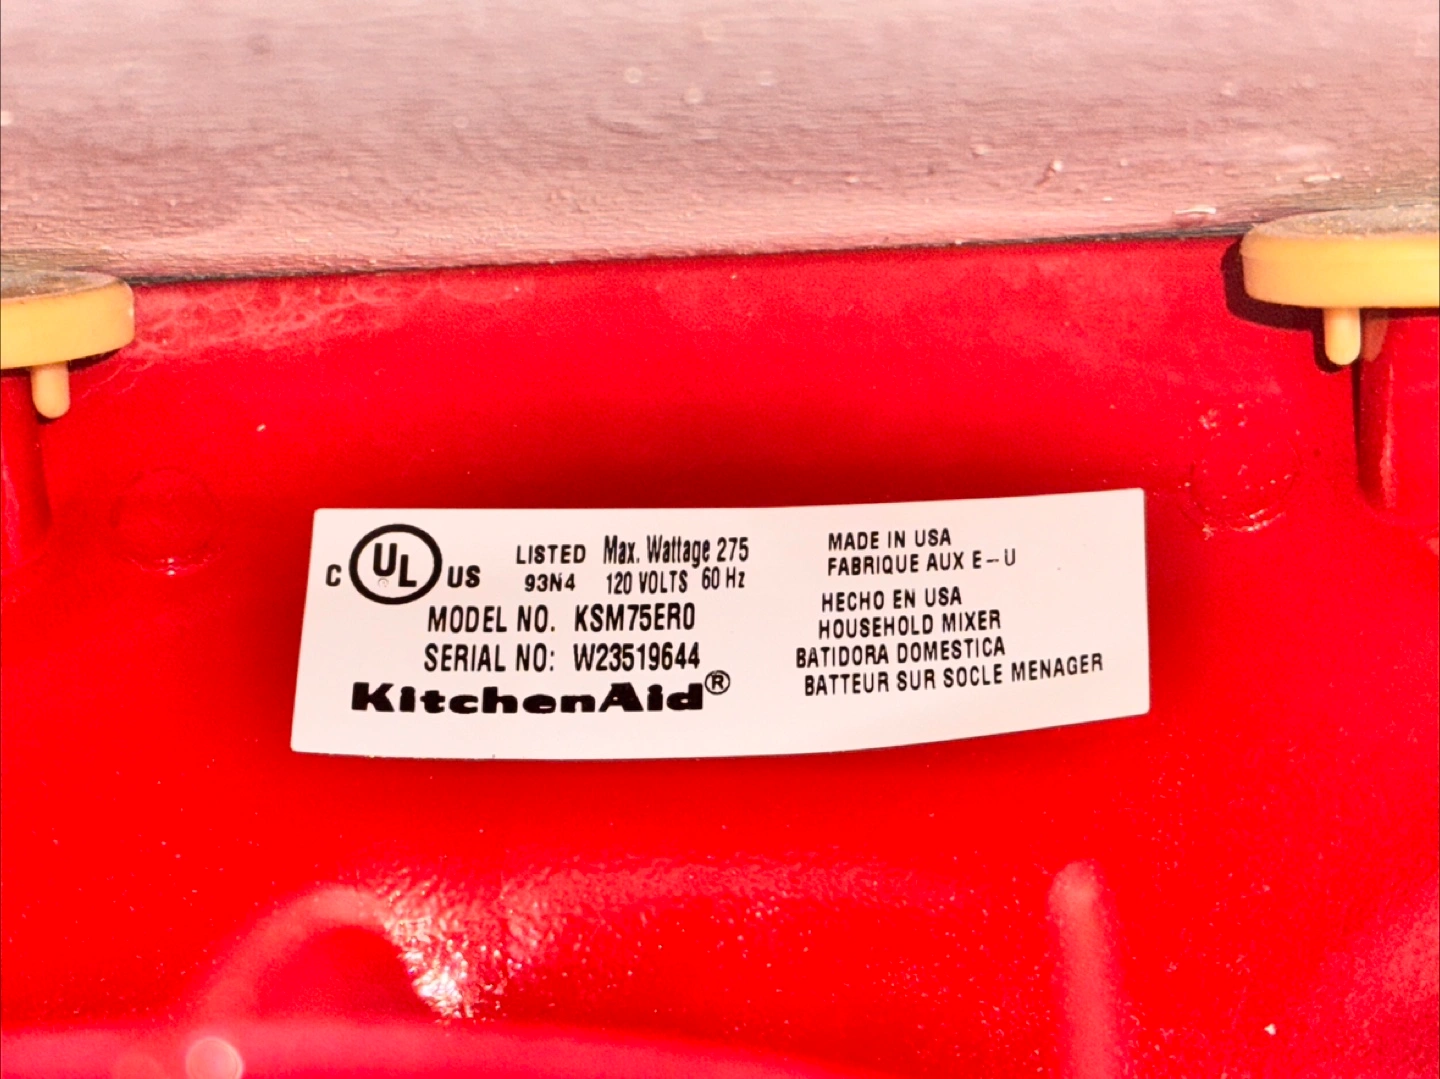 C UL US LISTED Max. Wattage 275
93N4 120 VOLTS 60 Hz
MODEL NO. KSM75ER0
SERIAL NO: W23519644
KitchenAid®
MADE IN USA
FABRIQUE AUX E-U
HECHO EN USA
HOUSEHOLD MIXER
BATIDORA DOMESTICA
BATTEUR SUR SOCLE MENAGER